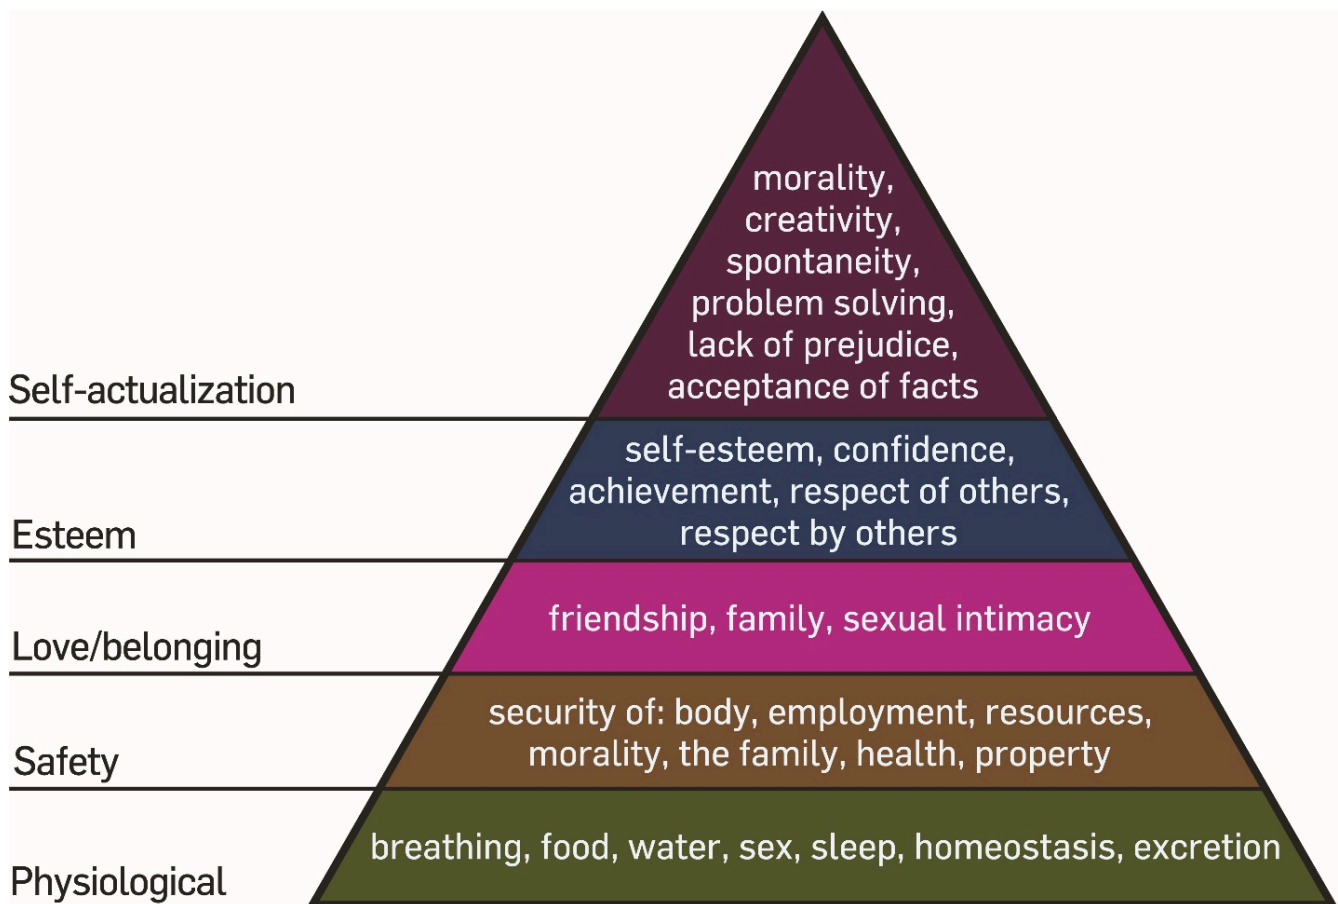 morality,
creativity,
spontaneity,
problem solving,
lack of prejudice,
acceptance of facts
Self-actualization
self-esteem, confidence,
achievement, respect of others,
respect by others
Esteem
friendship, family, sexual intimacy
Love/belonging
security of: body, employment, resources,
morality, the family, health, property
Safety
breathing, food, water, sex, sleep, homeostasis, excretion
Physiological